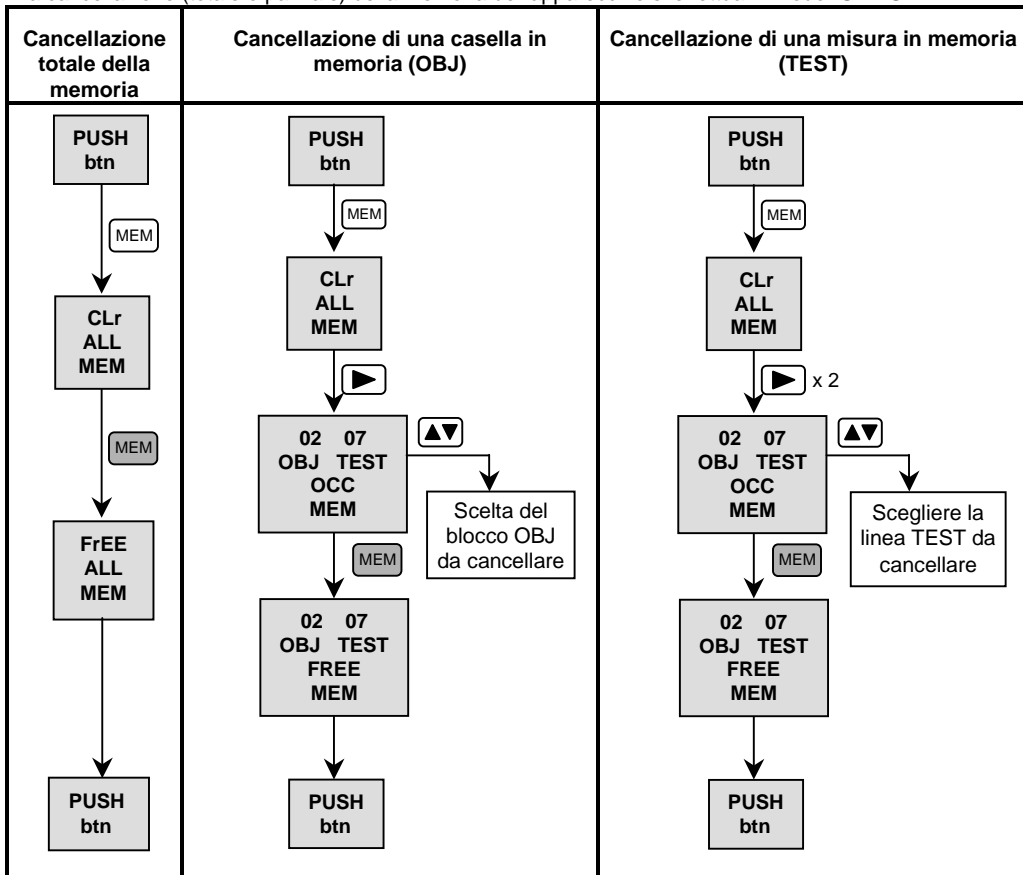 Cancellazione
totale della
memoria
Cancellazione di una casella in
memoria (OBJ)
Cancellazione di una misura in memoria
(TEST)
PUSH
btn
MEM
CLr
ALL
MEM
MEM
FrEE
ALL
MEM
PUSH
btn
PUSH
btn
MEM
CLr
ALL
MEM
02 07
OBJ TEST
OCC
MEM
Scelta del
blocco OBJ
da cancellare
MEM
02 07
OBJ TEST
FREE
MEM
PUSH
btn
PUSH
btn
MEM
CLr
ALL
MEM
x 2
02 07
OBJ TEST
OCC
MEM
Scegliere la
linea TEST da
cancellare
MEM
02 07
OBJ TEST
FREE
MEM
PUSH
btn